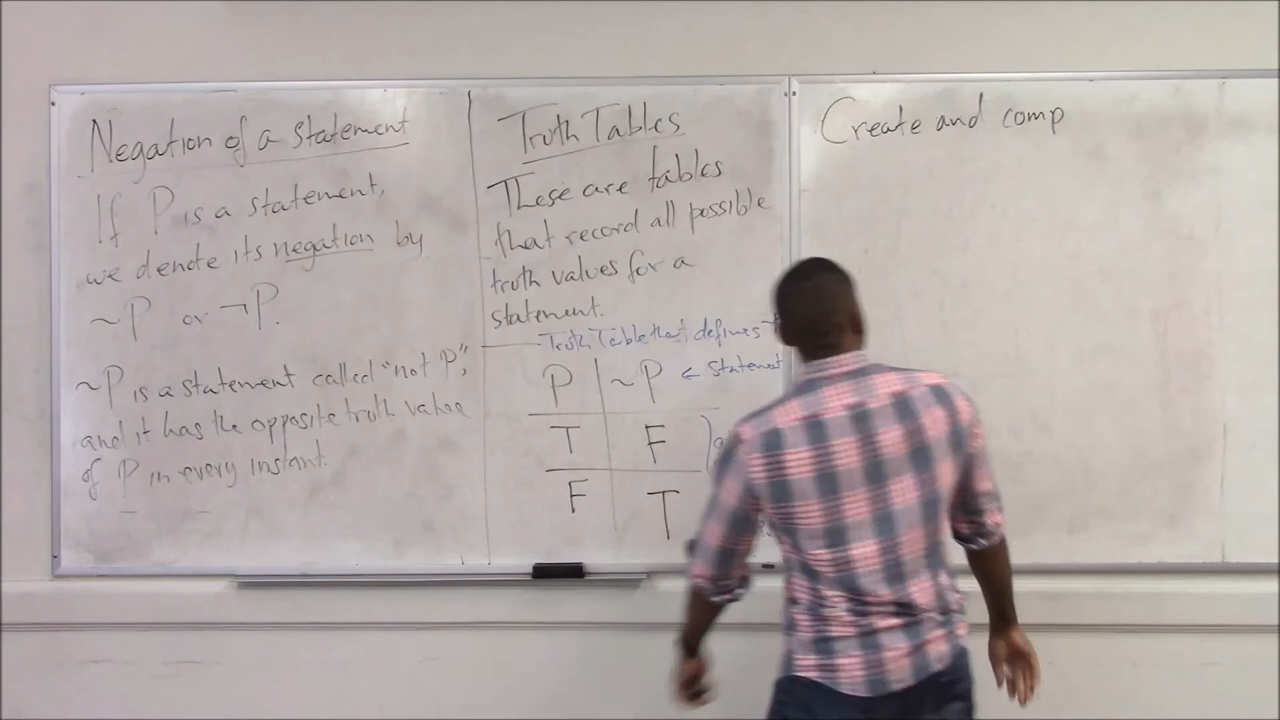 Negation of a statement
If P is a statement,
we denote its negation by
~P or ¬P.
~P is a statement called "not P",
and it has the opposite truth value
of P in every instant.
Truth Tables
These are tables
that record all possible
truth values for a
statement.
Truth Table that defines
P ~P ← Statement
T F
F T
Create and comp